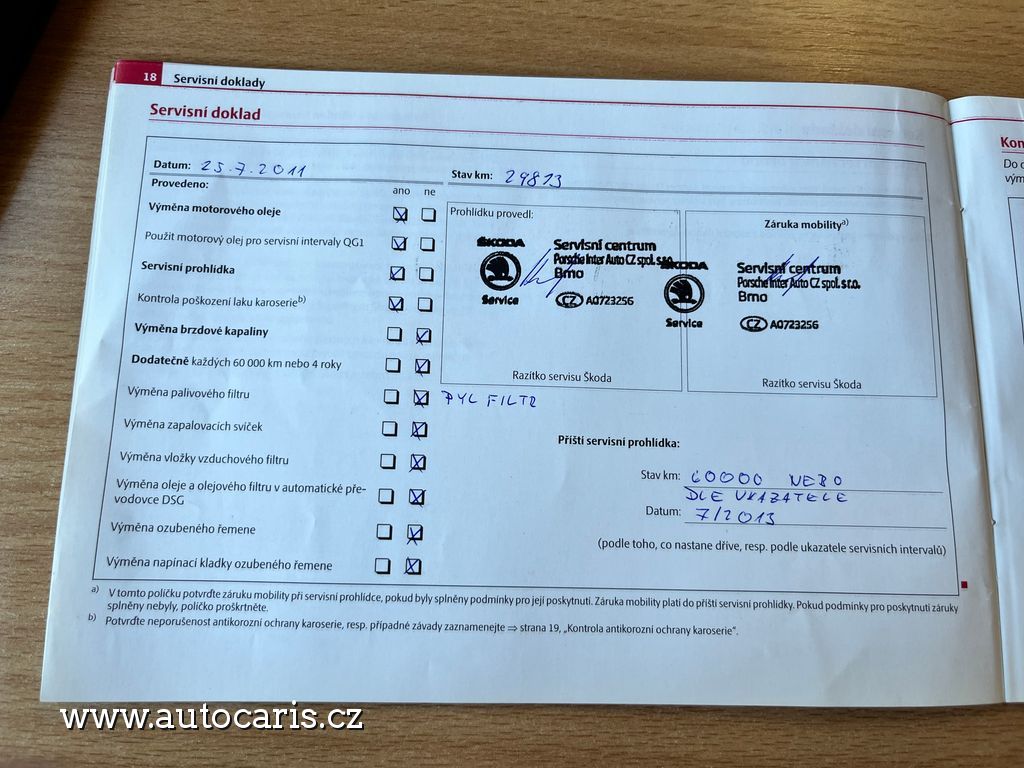 18 Servisní doklady
Servisní doklad
Datum: 25.7.2011
Stav km: 29813
Provedeno:
ano ne
Výměna motorového oleje
Použit motorový olej pro servisní intervaly QG1
Servisní prohlídka
Kontrola poškození laku karoserie b)
Výměna brzdové kapaliny
Dodatečně každých 60 000 km nebo 4 roky
Výměna palivového filtru
PYL FILTR
Výměna zapalovacích svíček
Výměna vložky vzduchového filtru
Výměna oleje a olejového filtru v automatické pře-
vodovce DSG
Výměna ozubeného řemene
Výměna napínací kladky ozubeného řemene
Prohlídku provedl:
ŠKODA
Service
Servisní centrum
Porsche Inter Auto CZ spol. s.r.o.
Brno
CZ A0723256
Razítko servisu Škoda
Záruka mobility a)
ŠKODA
Service
Servisní centrum
Porsche Inter Auto CZ spol. s r.o.
Brno
CZ A0723256
Razítko servisu Škoda
Příští servisní prohlídka:
Stav km: 60000 NEBO
DLE UKAZATELE
Datum: 7/2013
(podle toho, co nastane dříve, resp. podle ukazatele servisních intervalů)
a) V tomto políčku potvrďte záruku mobility při servisní prohlídce, pokud byly splněny podmínky pro její poskytnutí. Záruka mobility platí do příští servisní prohlídky. Pokud podmínky pro poskytnutí záruky
splněny nebyly, políčko proškrtněte.
b) Potvrďte neporušenost antikorozní ochrany karoserie, resp. případné závady zaznamenejte ⇒ strana 19, „Kontrola antikorozní ochrany karoserie“.
Do
www.autocaris.cz